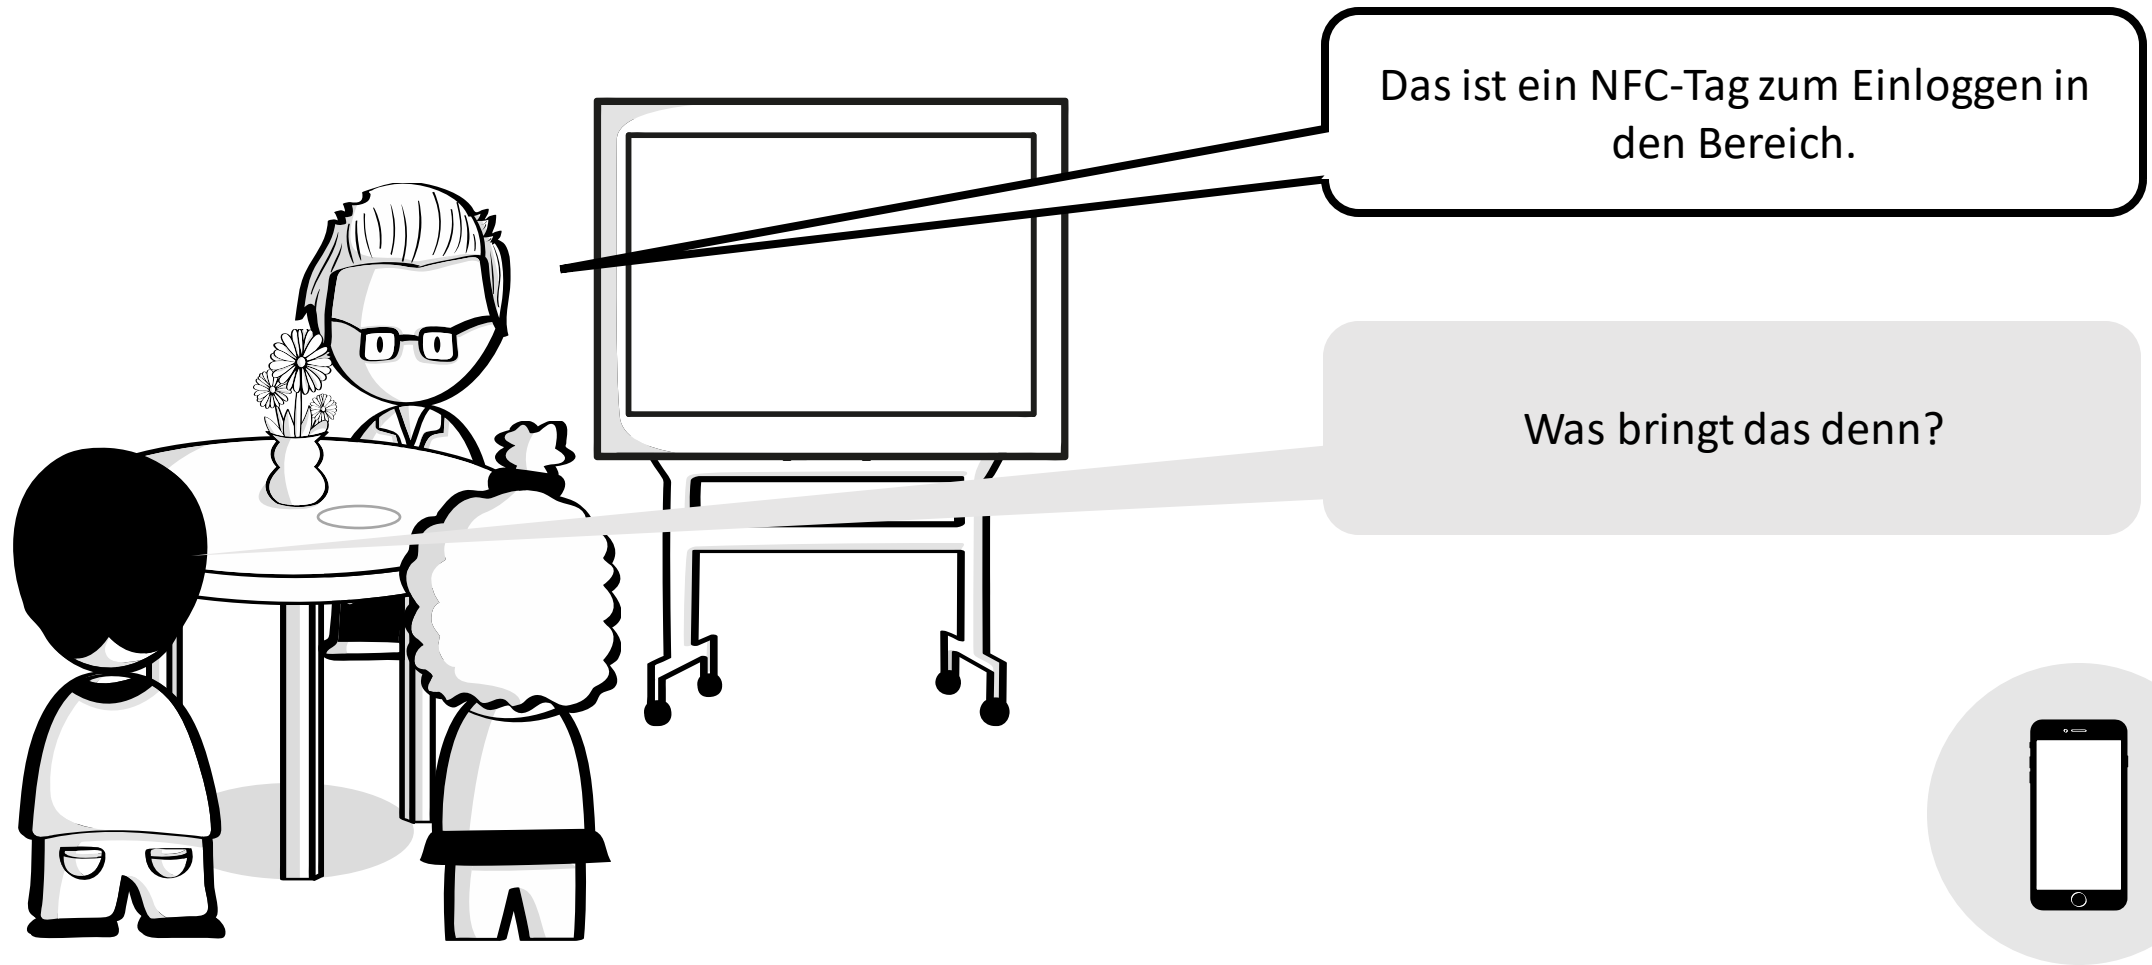 Das ist ein NFC-Tag zum Einloggen in
den Bereich.
Was bringt das denn?